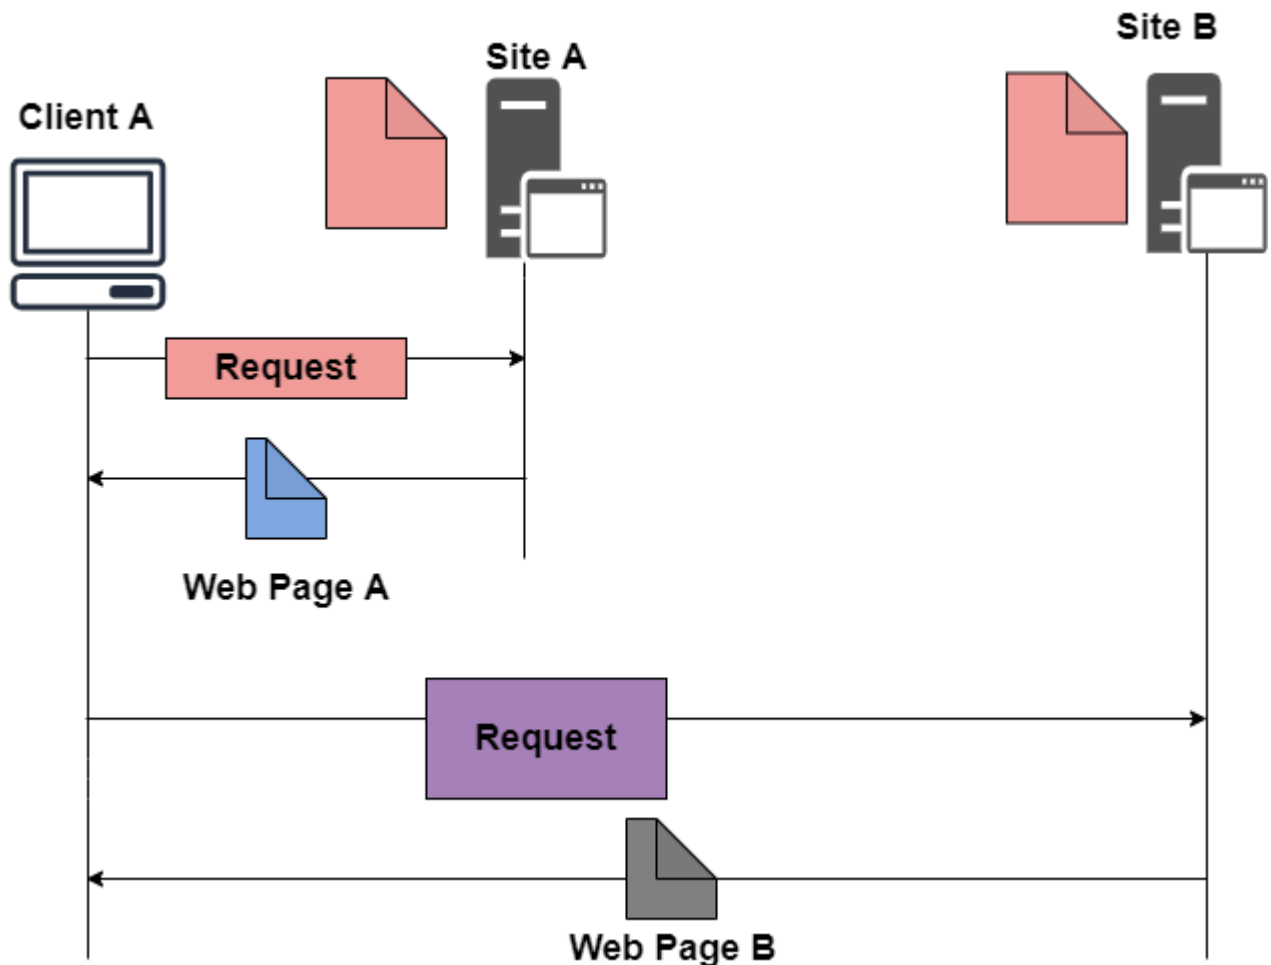 Site B
Site A
Client A
Request
Web Page A
Request
Web Page B